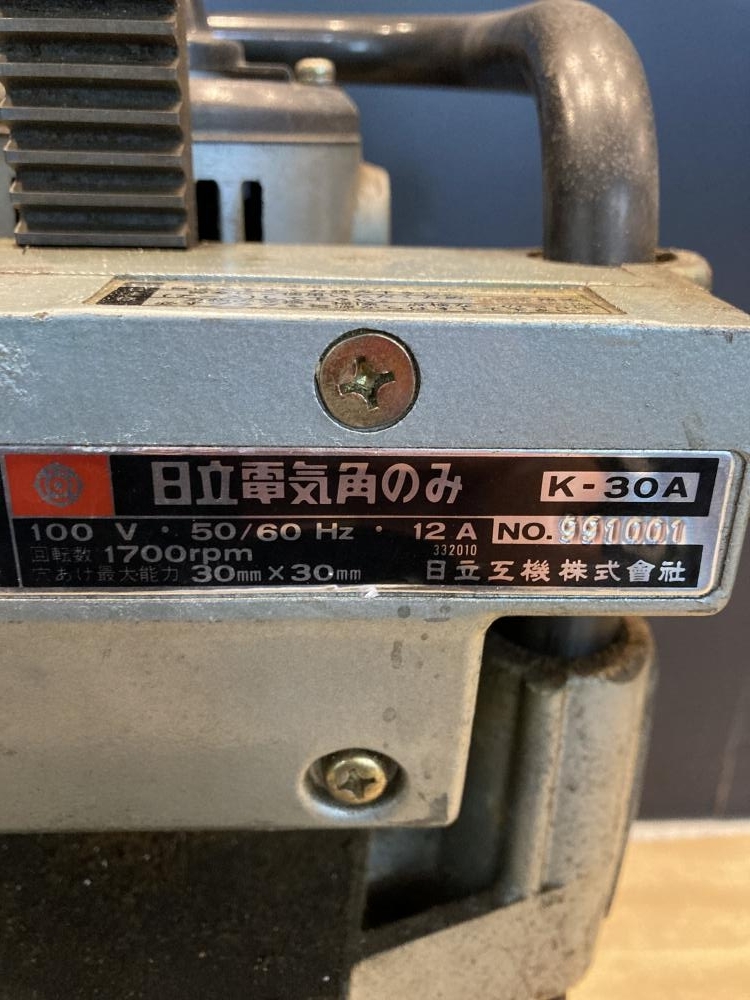 日立電気角のみ K-30A
100 V · 50/60 Hz · 12 A NO. 991001
回転数 1700rpm 332010
穴あけ最大能力 30mm×30mm 日立工機株式會社